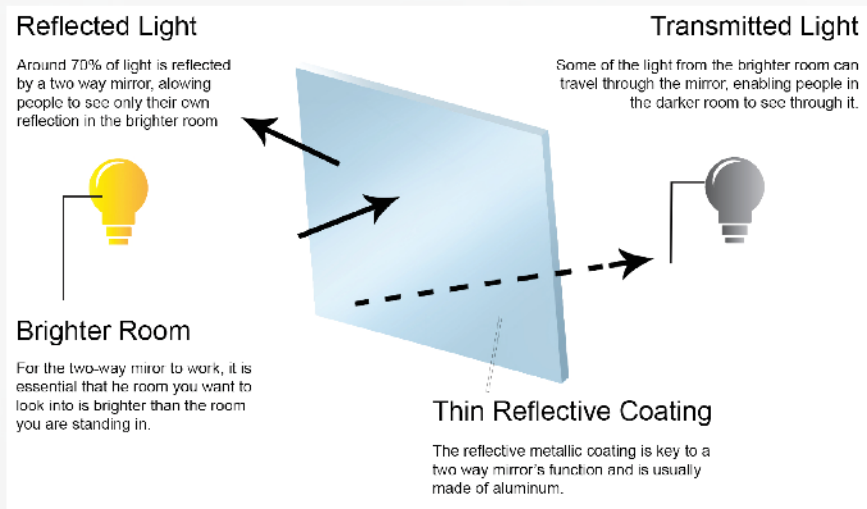 Reflected Light
Around 70% of light is reflected
by a two way mirror, alowing
people to see only their own
reflection in the brighter room
Transmitted Light
Some of the light from the brighter room can
travel through the mirror, enabling people in
the darker room to see through it.
Brighter Room
For the two-way miror to work, it is
essential that he room you want to
look into is brighter than the room
you are standing in.
Thin Reflective Coating
The reflective metallic coating is key to a
two way mirror's function and is usually
made of aluminum.